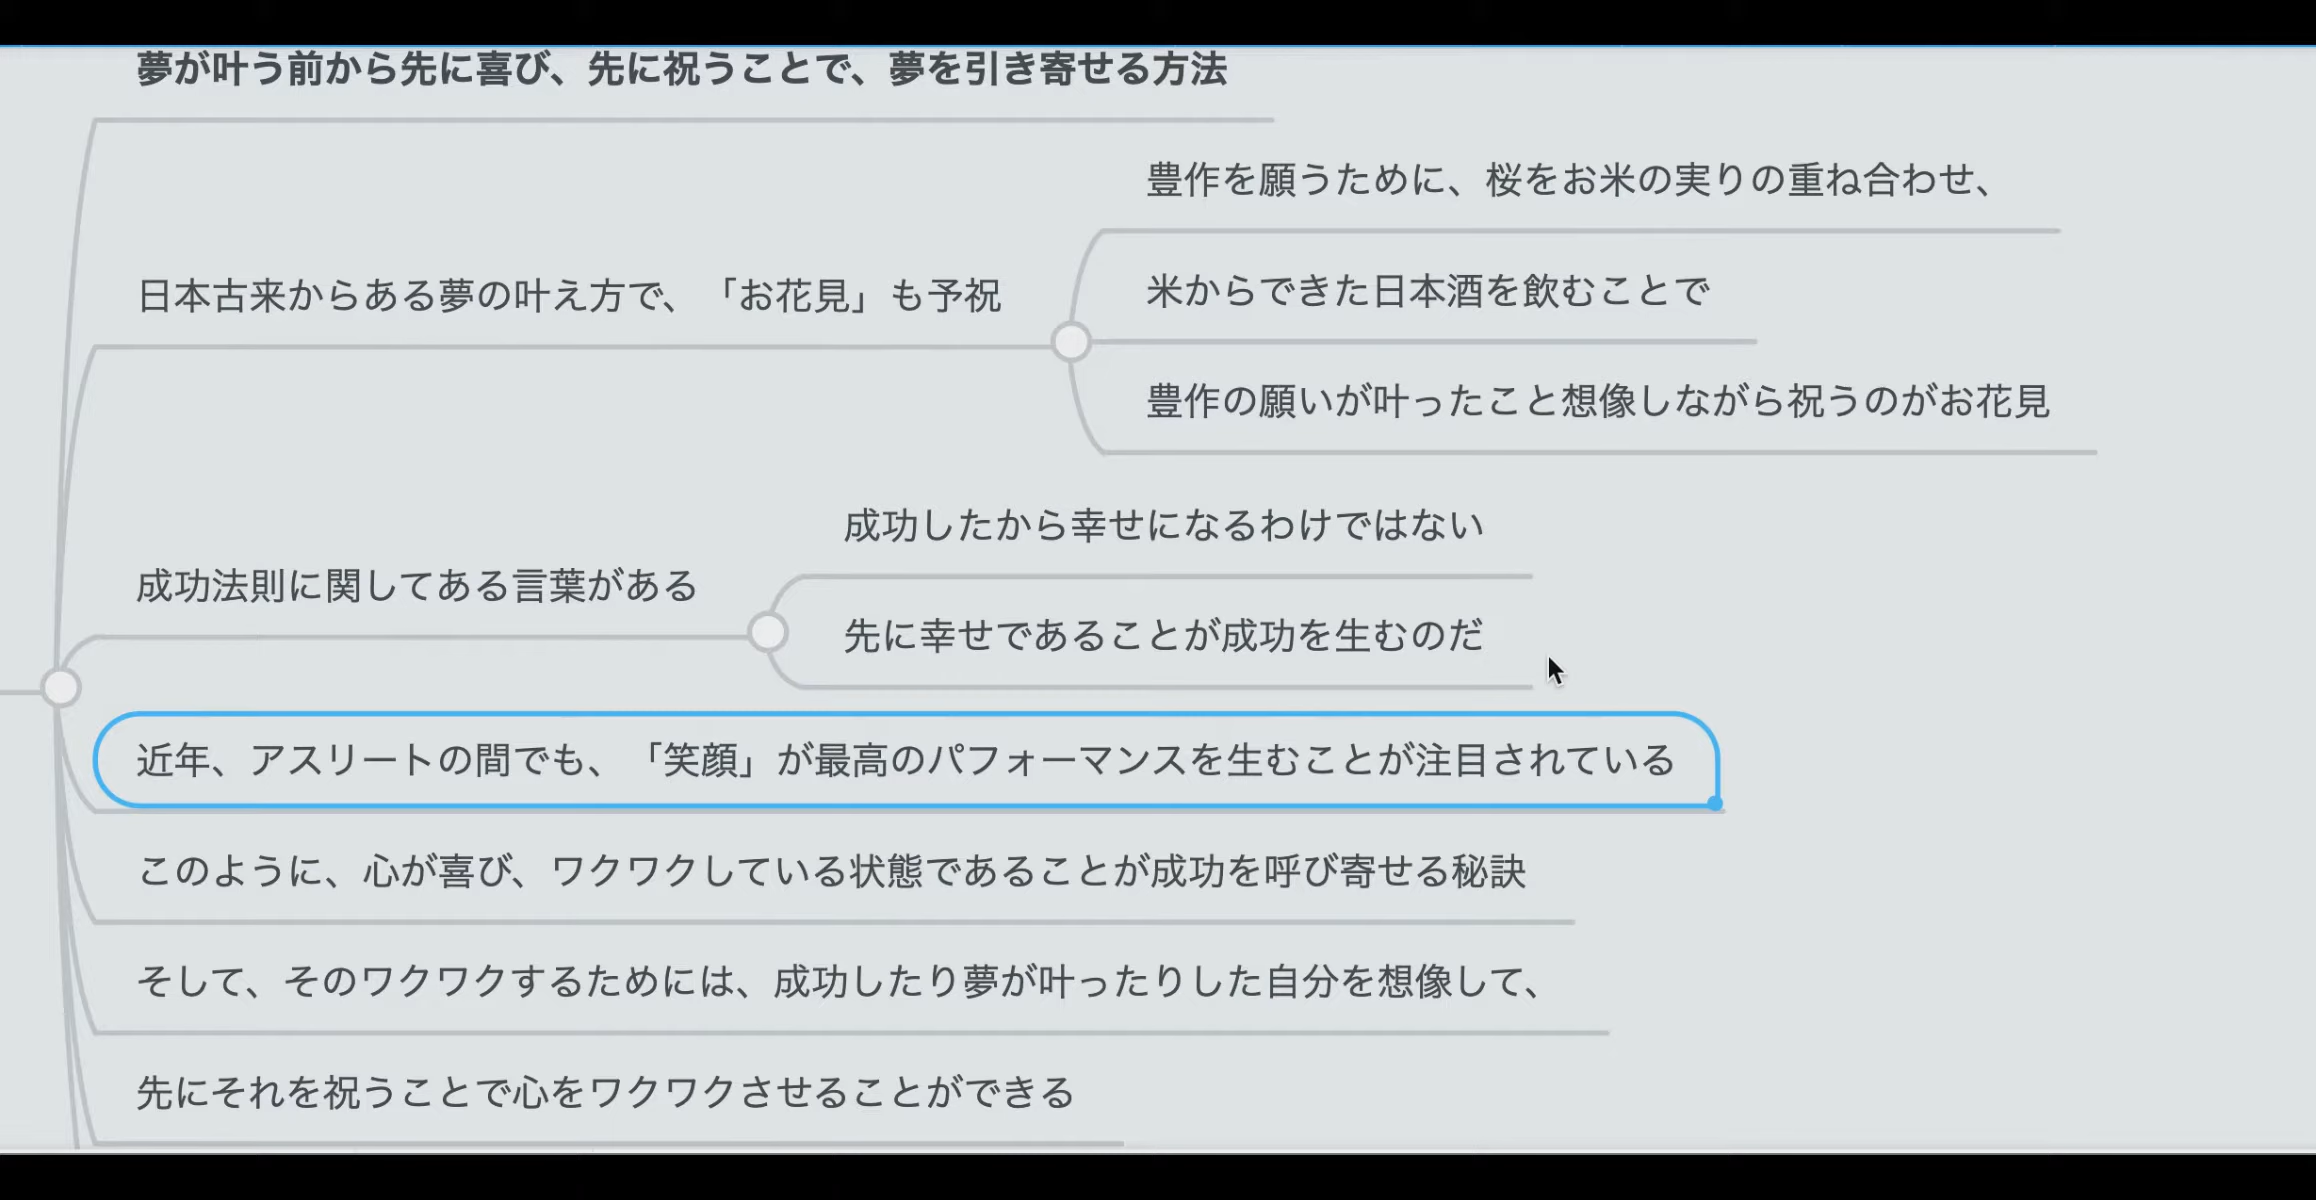 夢が叶う前から先に喜び、先に祝うことで、夢を引き寄せる方法
日本古来からある夢の叶え方で、「お花見」も予祝
豊作を願うために、桜をお米の実りの重ね合わせ、
米からできた日本酒を飲むことで
豊作の願いが叶ったこと想像しながら祝うのがお花見
成功法則に関してある言葉がある
成功したから幸せになるわけではない
先に幸せであることが成功を生むのだ
近年、アスリートの間でも、「笑顔」が最高のパフォーマンスを生むことが注目されている
このように、心が喜び、ワクワクしている状態であることが成功を呼び寄せる秘訣
そして、そのワクワクするためには、成功したり夢が叶ったりした自分を想像して、
先にそれを祝うことで心をワクワクさせることができる